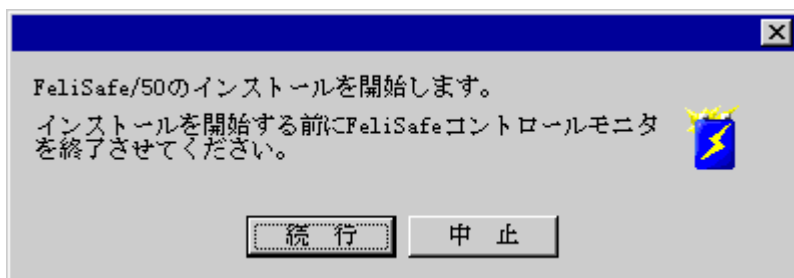 FeliSafe/50のインストールを開始します。
インストールを開始する前にFeliSafeコントロールモニタ
を終了させてください。
続 行
中 止